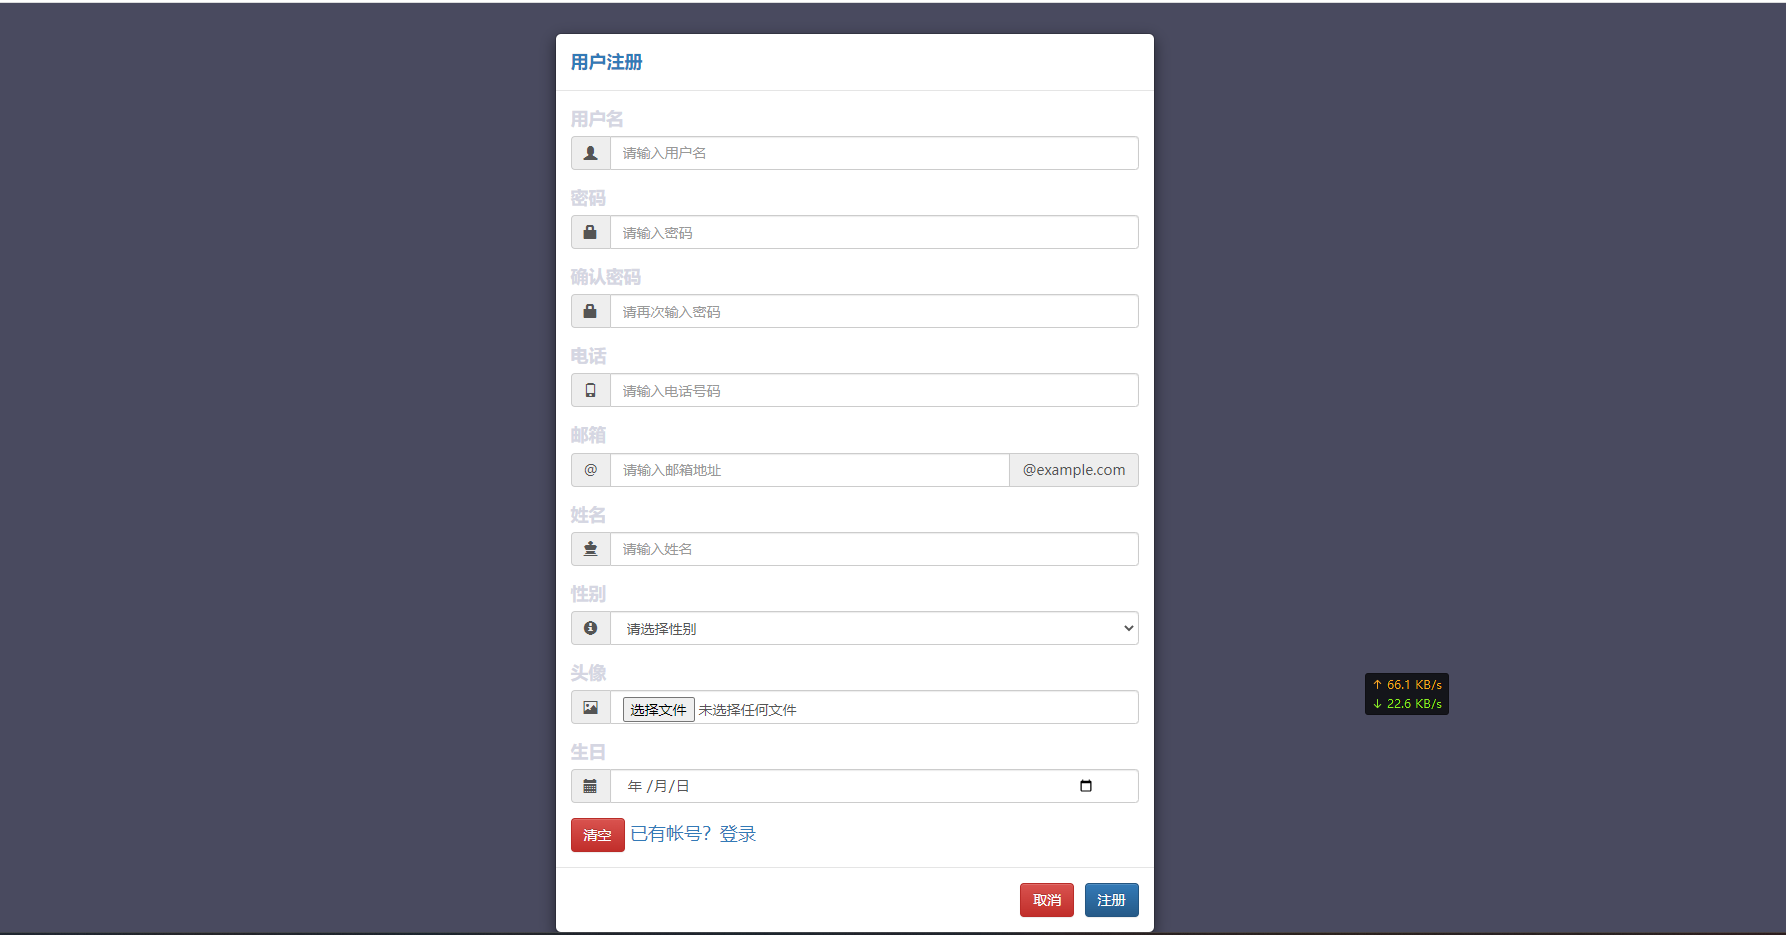 用户注册
用户名
请输入用户名
密码
请输入密码
确认密码
请再次输入密码
电话
请输入电话号码
邮箱
@ 请输入邮箱地址 @example.com
姓名
请输入姓名
性别
请选择性别
头像
选择文件 未选择任何文件
生日
年 /月/日
清空 已有帐号？登录
取消 注册
↑ 66.1 KB/s
↓ 22.6 KB/s